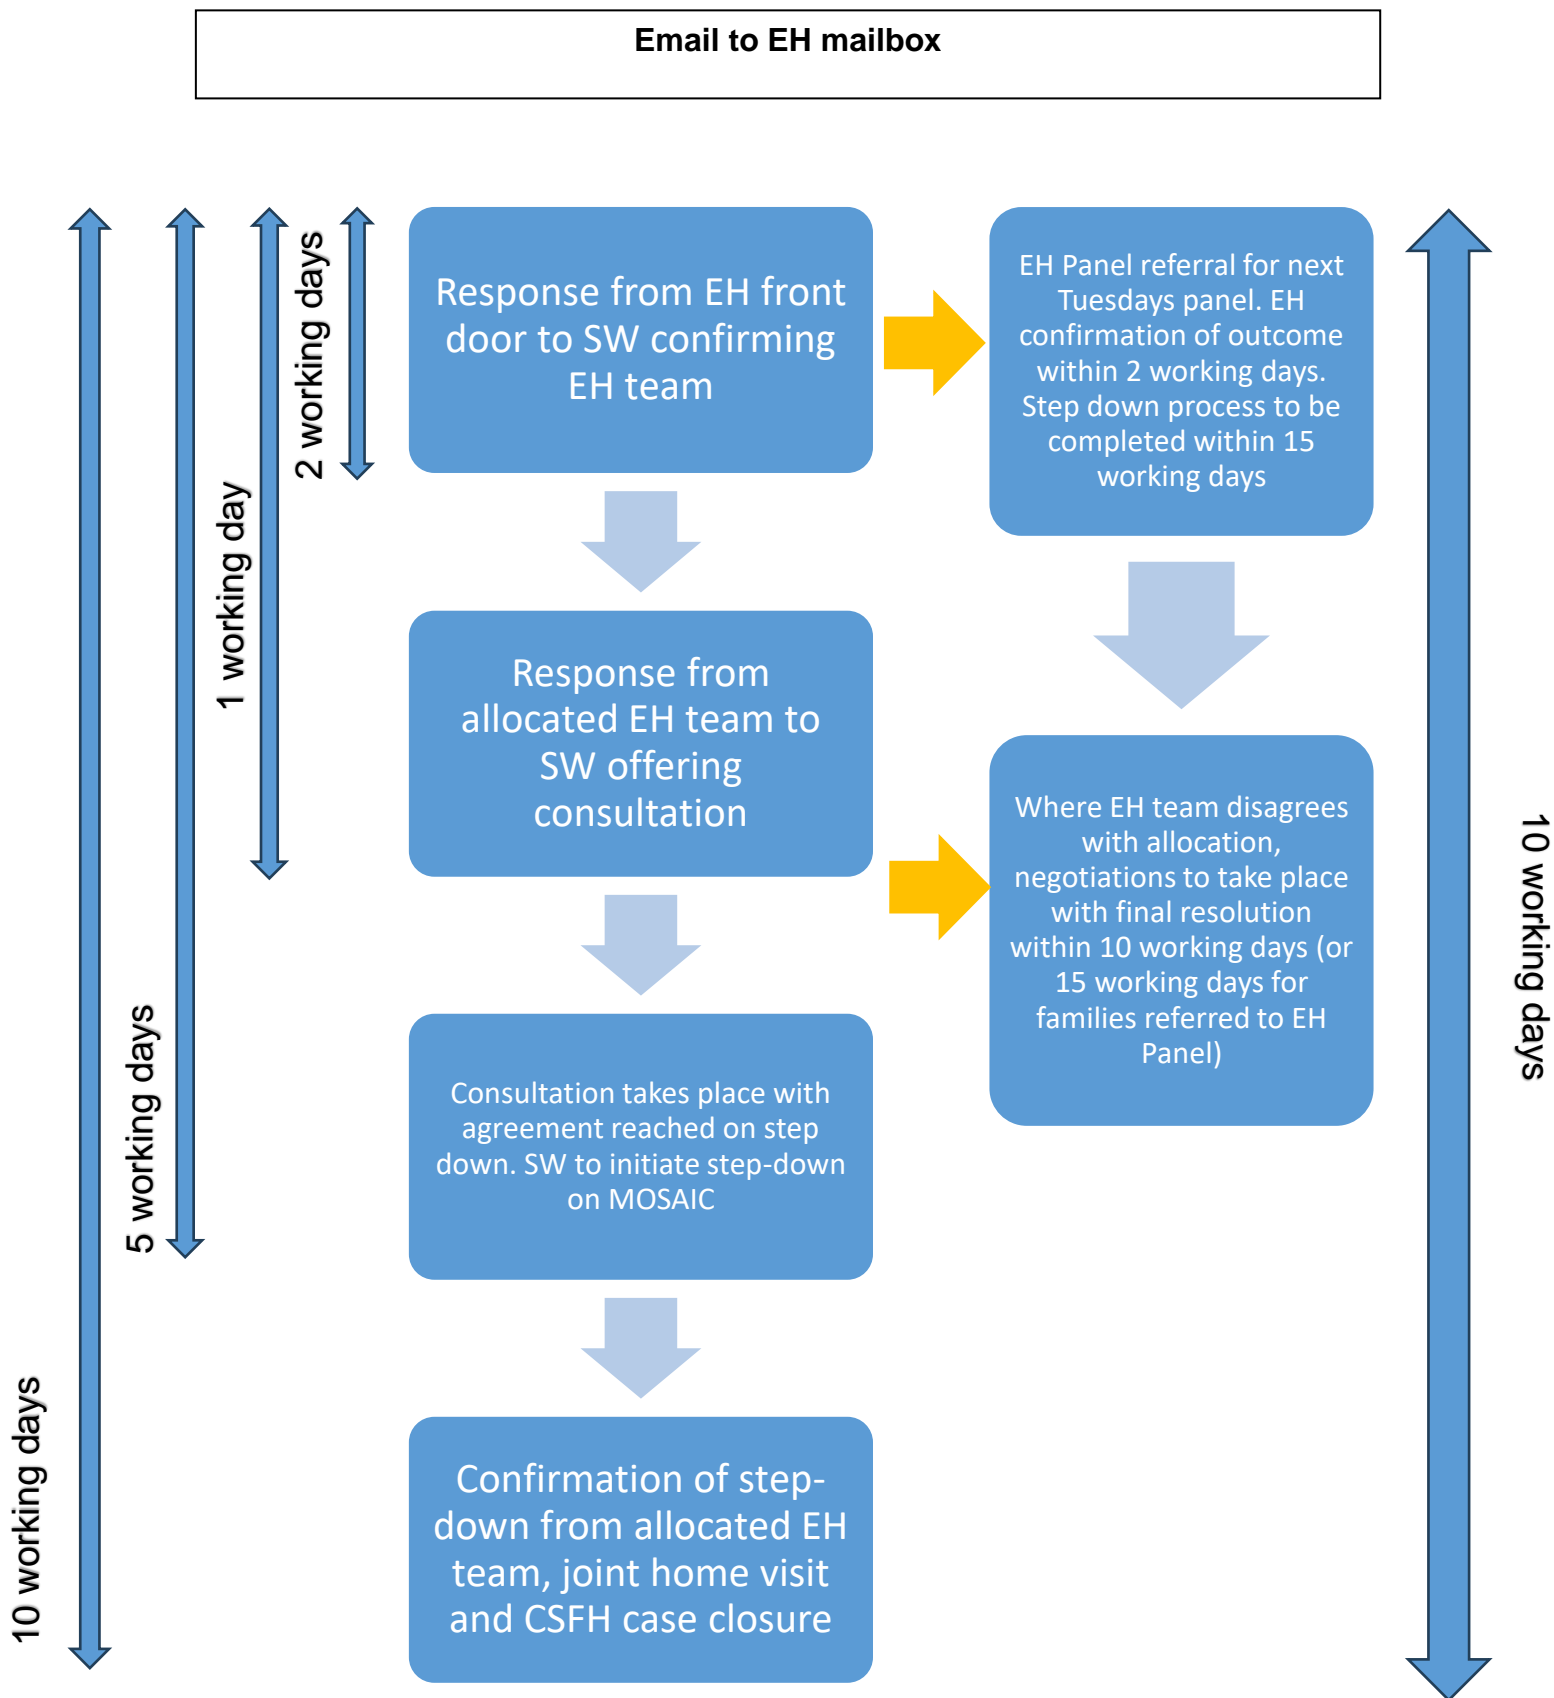 Email to EH mailbox
2 working days
1 working day
5 working days
10 working days
Response from EH front
door to SW confirming
EH team
EH Panel referral for next
Tuesdays panel. EH
confirmation of outcome
within 2 working days.
Step down process to be
completed within 15
working days
Response from
allocated EH team to
SW offering
consultation
Where EH team disagrees
with allocation,
negotiations to take place
with final resolution
within 10 working days (or
15 working days for
families referred to EH
Panel)
Consultation takes place with
agreement reached on step
down. SW to initiate step-down
on MOSAIC
Confirmation of step-
down from allocated EH
team, joint home visit
and CSFH case closure
10 working days